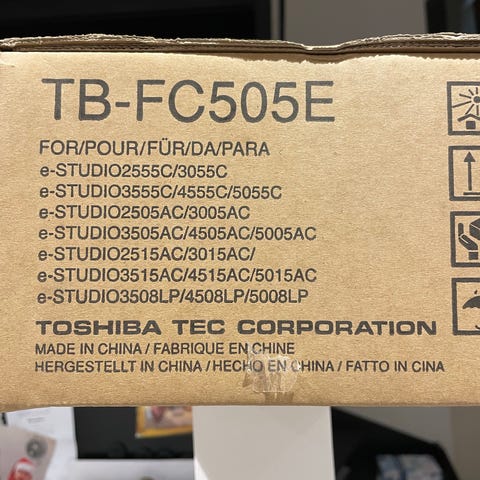 TB-FC505E
FOR/POUR/FÜR/DA/PARA
e-STUDIO2555C/3055C
e-STUDIO3555C/4555C/5055C
e-STUDIO2505AC/3005AC
e-STUDIO3505AC/4505AC/5005AC
e-STUDIO2515AC/3015AC/
e-STUDIO3515AC/4515AC/5015AC
e-STUDIO3508LP/4508LP/5008LP
TOSHIBA TEC CORPORATION
MADE IN CHINA / FABRIQUE EN CHINE
HERGESTELLT IN CHINA / HECHO EN CHINA / FATTO IN CINA